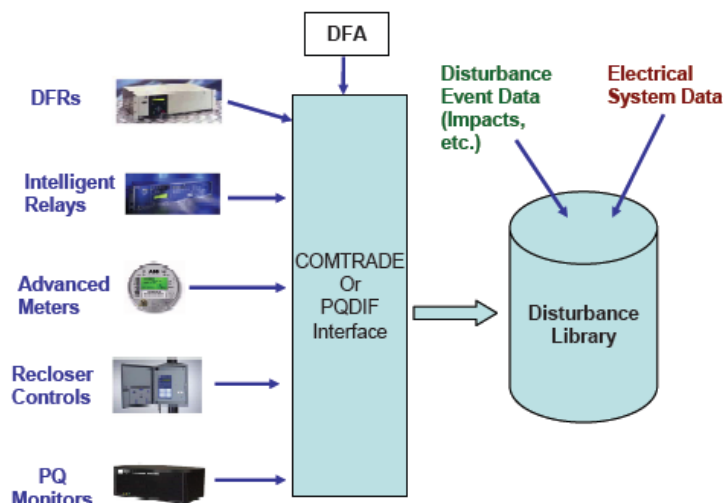 DFA
DFRs
Intelligent
Relays
Advanced
Meters
Recloser
Controls
PQ
Monitors
COMTRADE
Or
PQDIF
Interface
Disturbance
Event Data
(Impacts,
etc.)
Electrical
System Data
Disturbance
Library
ABB